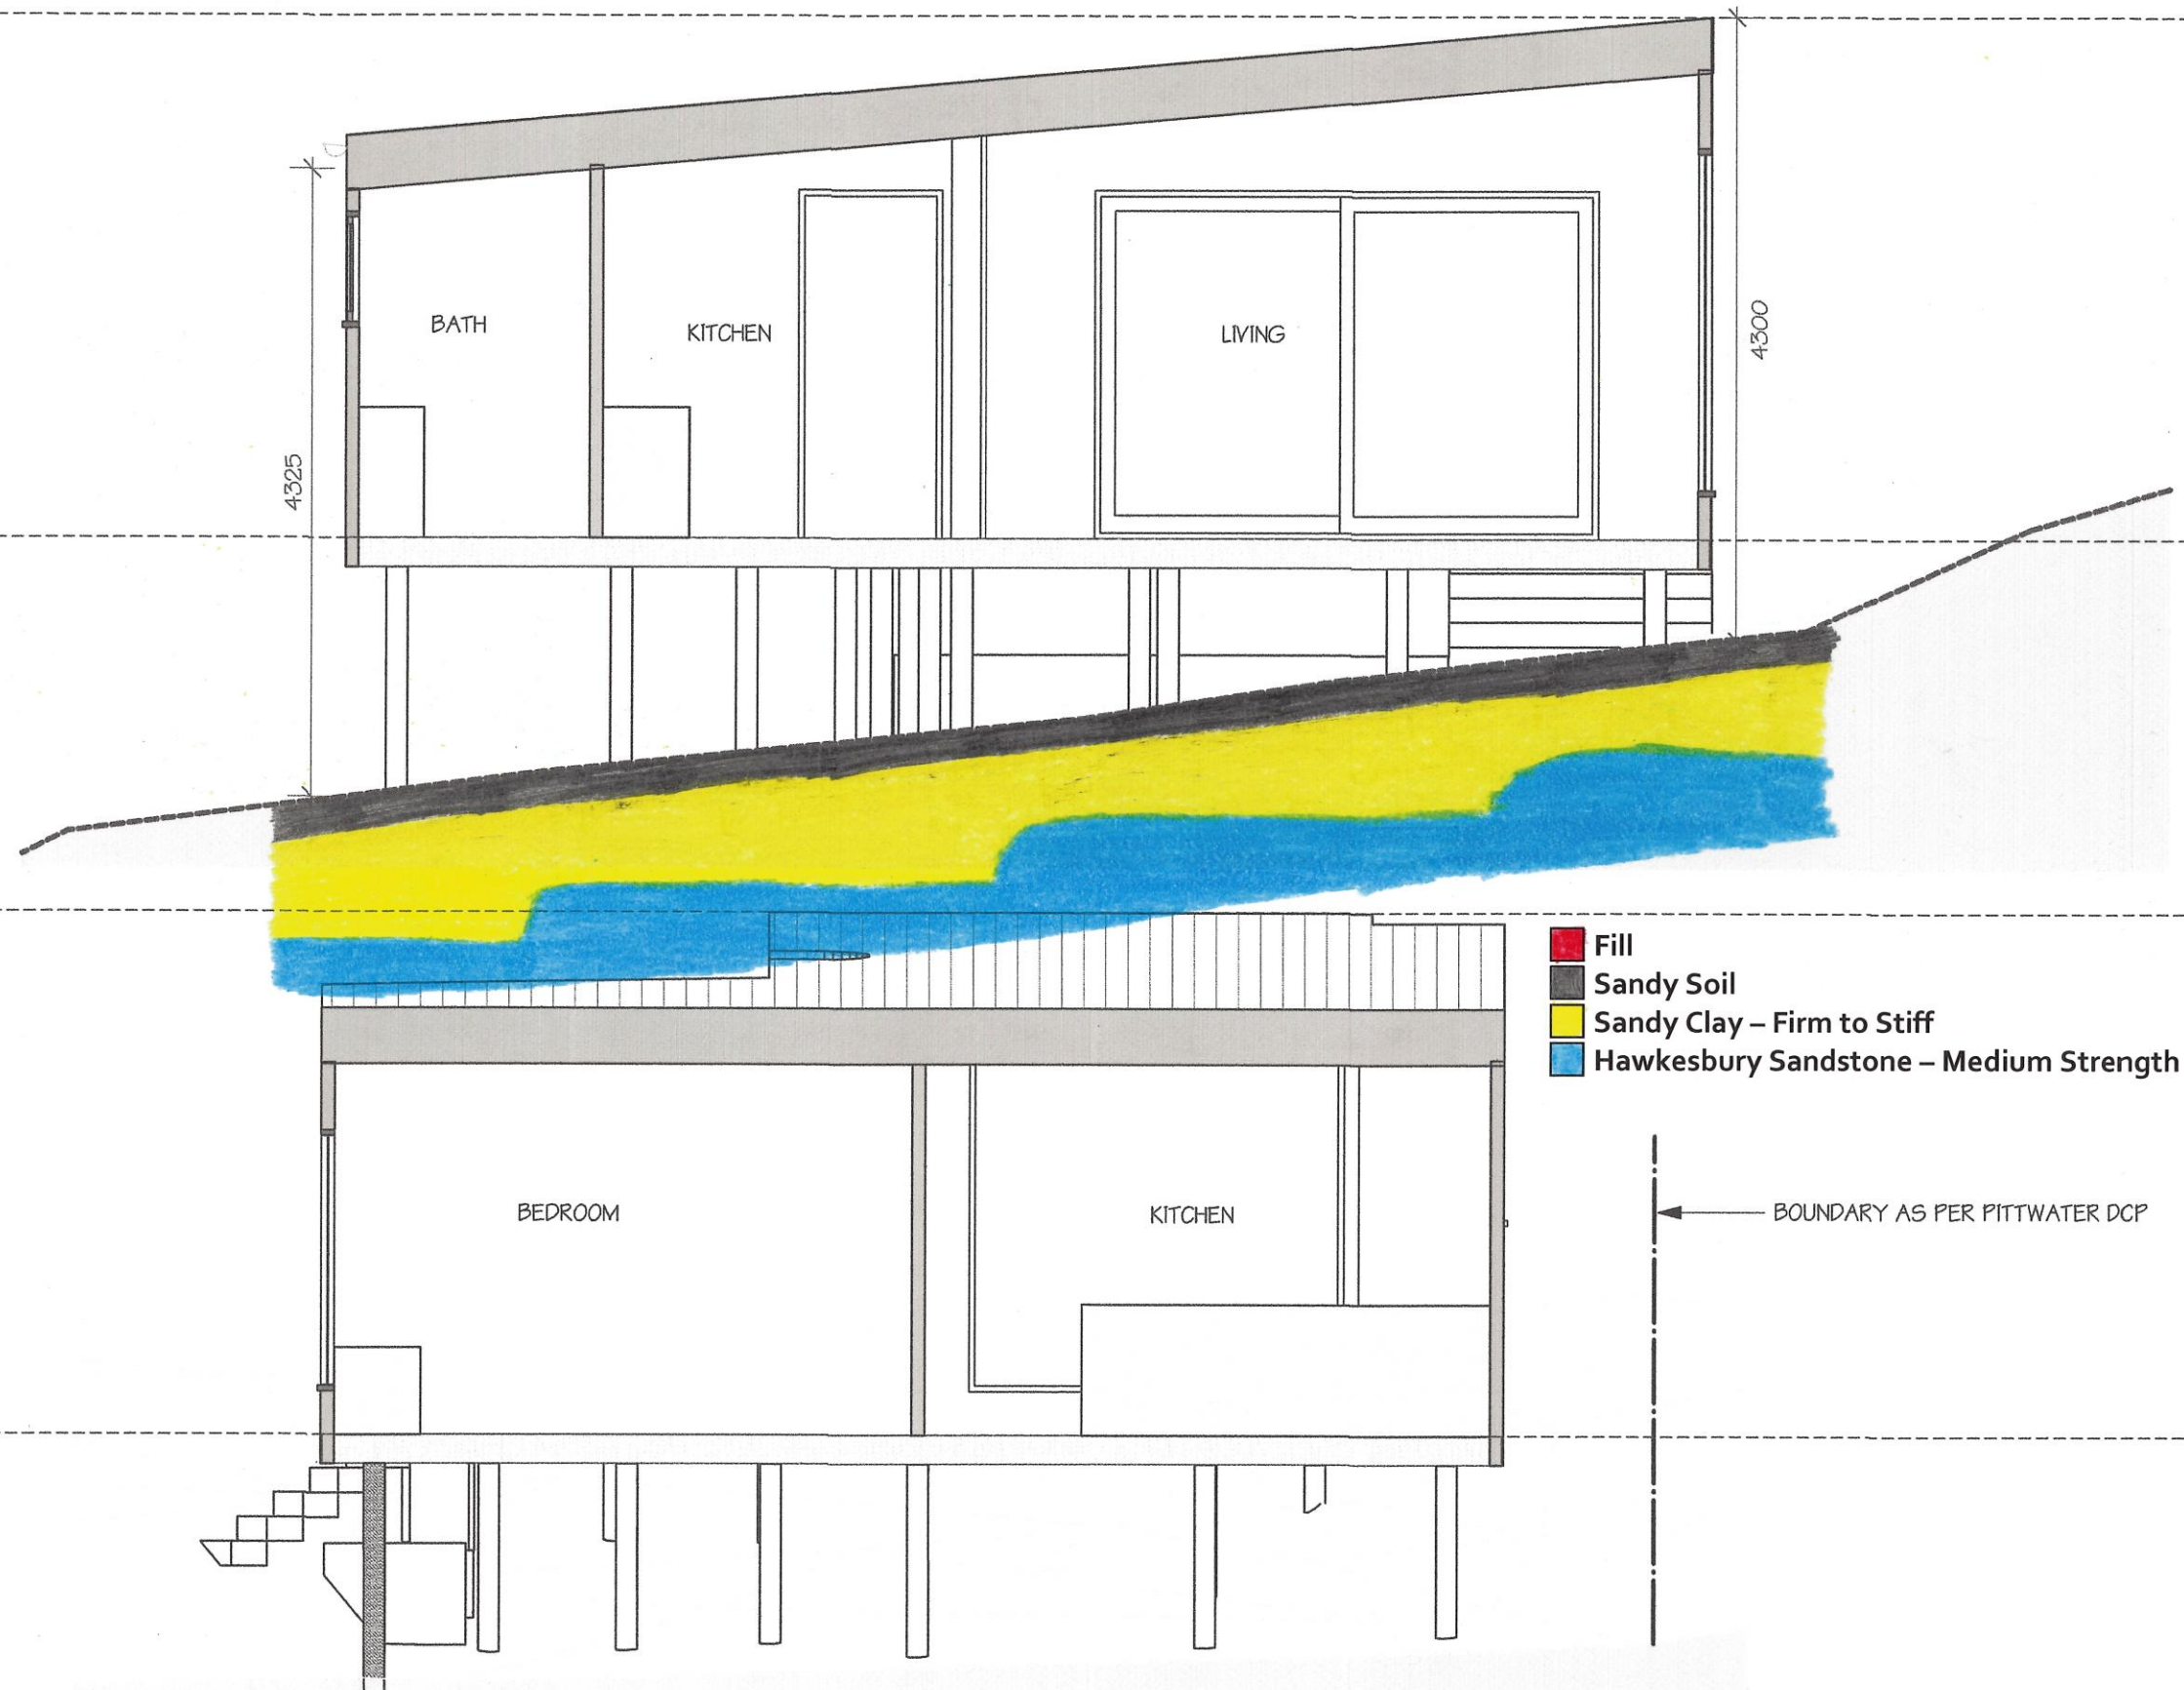 BATH
KITCHEN
LIVING
4325
4300
Fill
Sandy Soil
Sandy Clay – Firm to Stiff
Hawkesbury Sandstone – Medium Strength
BEDROOM
KITCHEN
BOUNDARY AS PER PITTWATER DCP